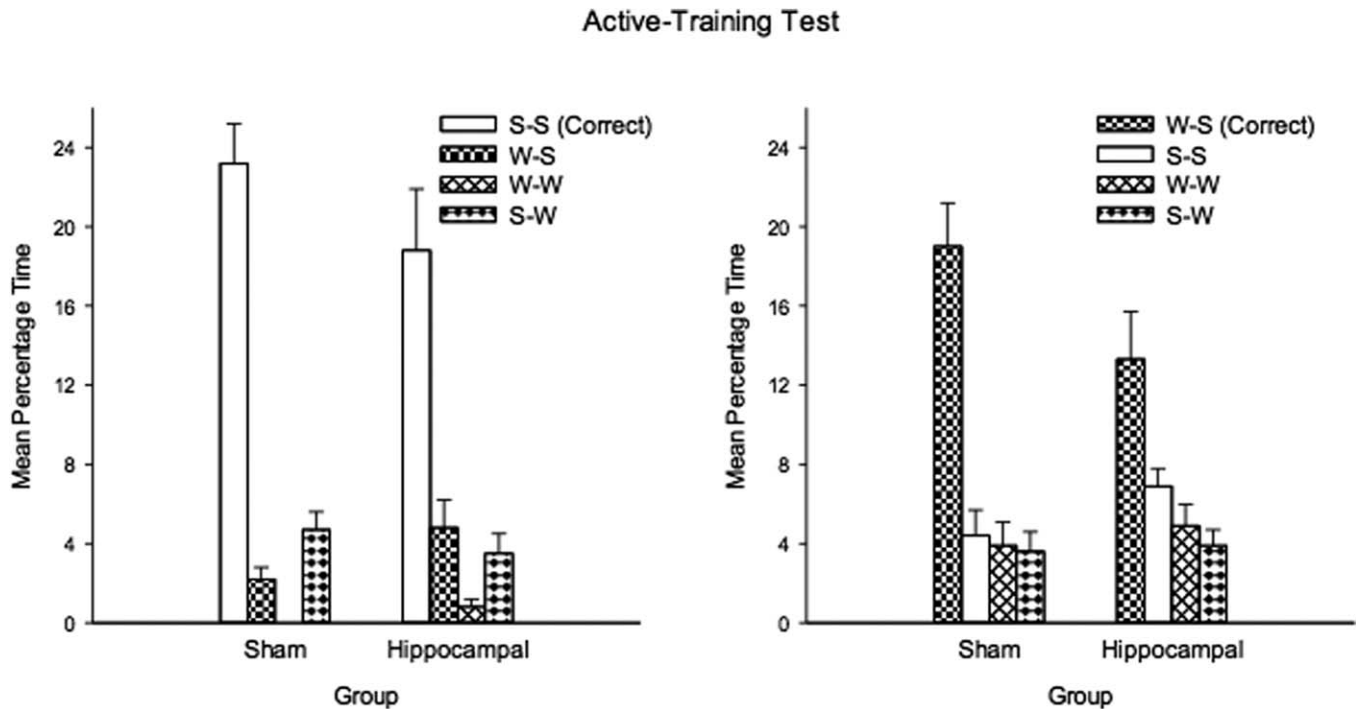 Active-Training Test
S-S (Correct)
W-S
W-W
S-W
24
20
16
12
8
4
0
Mean Percentage Time
Sham
Hippocampal
Group
W-S (Correct)
S-S
W-W
S-W
24
20
16
12
8
4
0
Mean Percentage Time
Sham
Hippocampal
Group